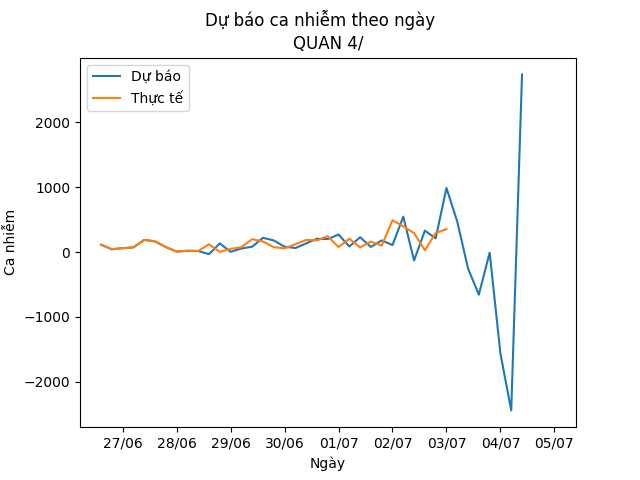 Dự báo ca nhiễm theo ngày
QUAN 4/
Dự báo
Thực tế
Ca nhiễm
2000
1000
0
−1000
−2000
27/06 28/06 29/06 30/06 01/07 02/07 03/07 04/07 05/07
Ngày